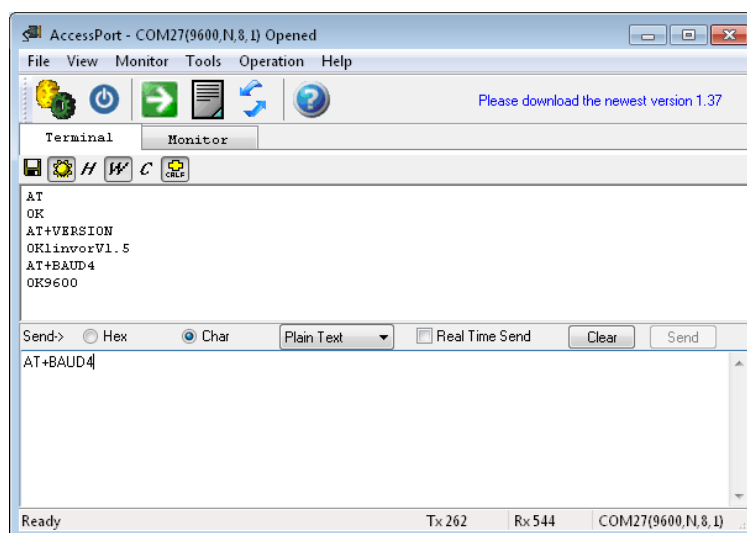 AccessPort - COM27(9600,N,8,1) Opened
File View Monitor Tools Operation Help
Please download the newest version 1.37
Terminal Monitor
H W C CRLF
AT
OK
AT+VERSION
OKlinvorV1.5
AT+BAUD4
OK9600
Send-> Hex Char Plain Text Real Time Send Clear Send
AT+BAUD4
Ready Tx 262 Rx 544 COM27(9600,N,8,1)